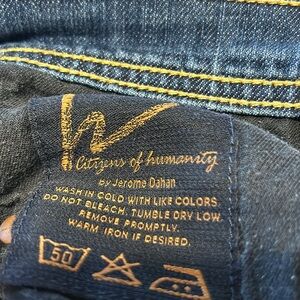 Citizens of humanity
By Jerome Dahan
WASH IN COLD WITH LIKE COLORS
DO NOT BLEACH. TUMBLE DRY LOW.
REMOVE PROMPTLY.
WARM IRON IF DESIRED.
50